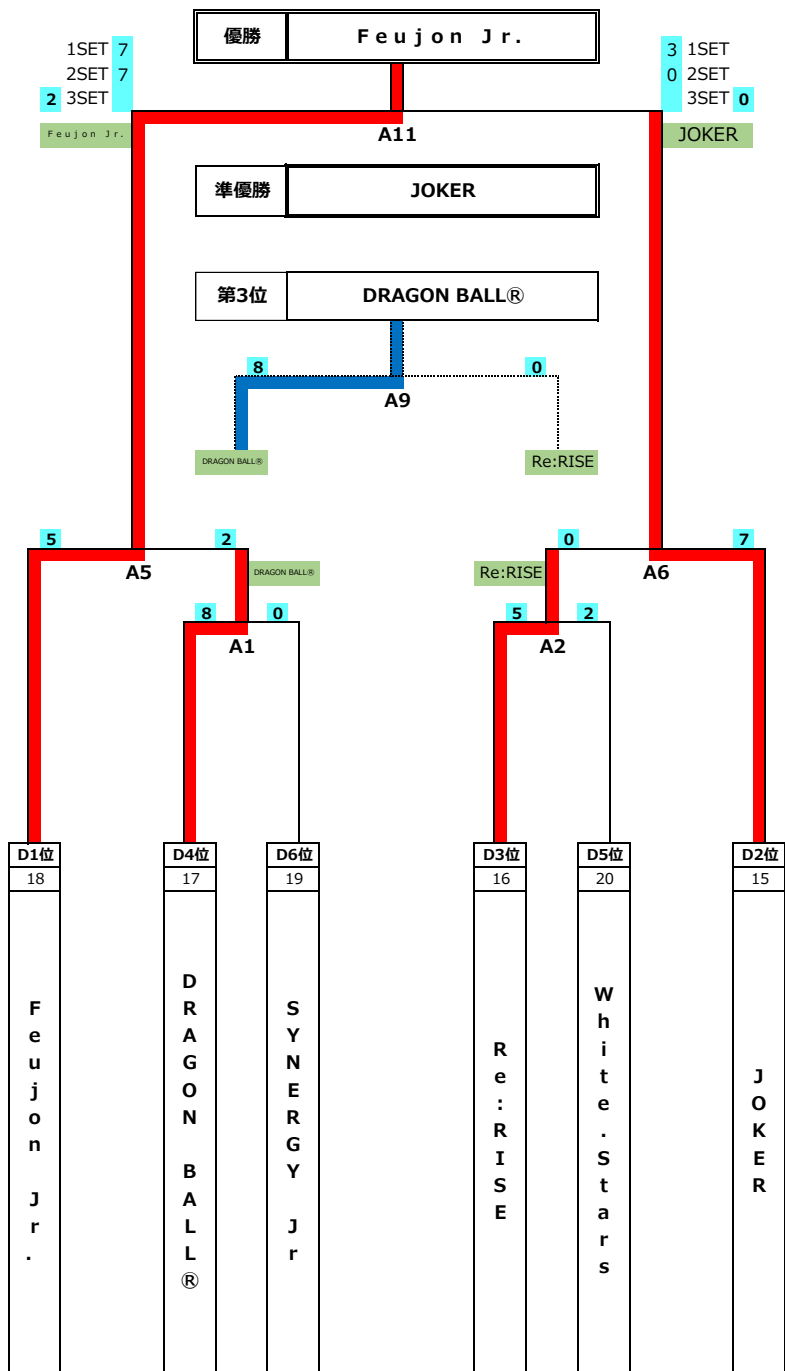 優勝 Feujon Jr.
1SET 7
2SET 7
2 3SET
3 1SET
0 2SET
3SET 0
Feujon Jr.
A11
JOKER
準優勝 JOKER
第3位 DRAGON BALL®
8 0
A9
DRAGON BALL®
Re:RISE
5 2
0 7
A5
DRAGON BALL®
Re:RISE
A6
8 0
5 2
A1
A2
D1位 D4位 D6位 D3位 D5位 D2位
18 17 19 16 20 15
Feujon Jr.
DRAGON BALL®
SYNERGY Jr
Re:RISE
White.Stars
JOKER